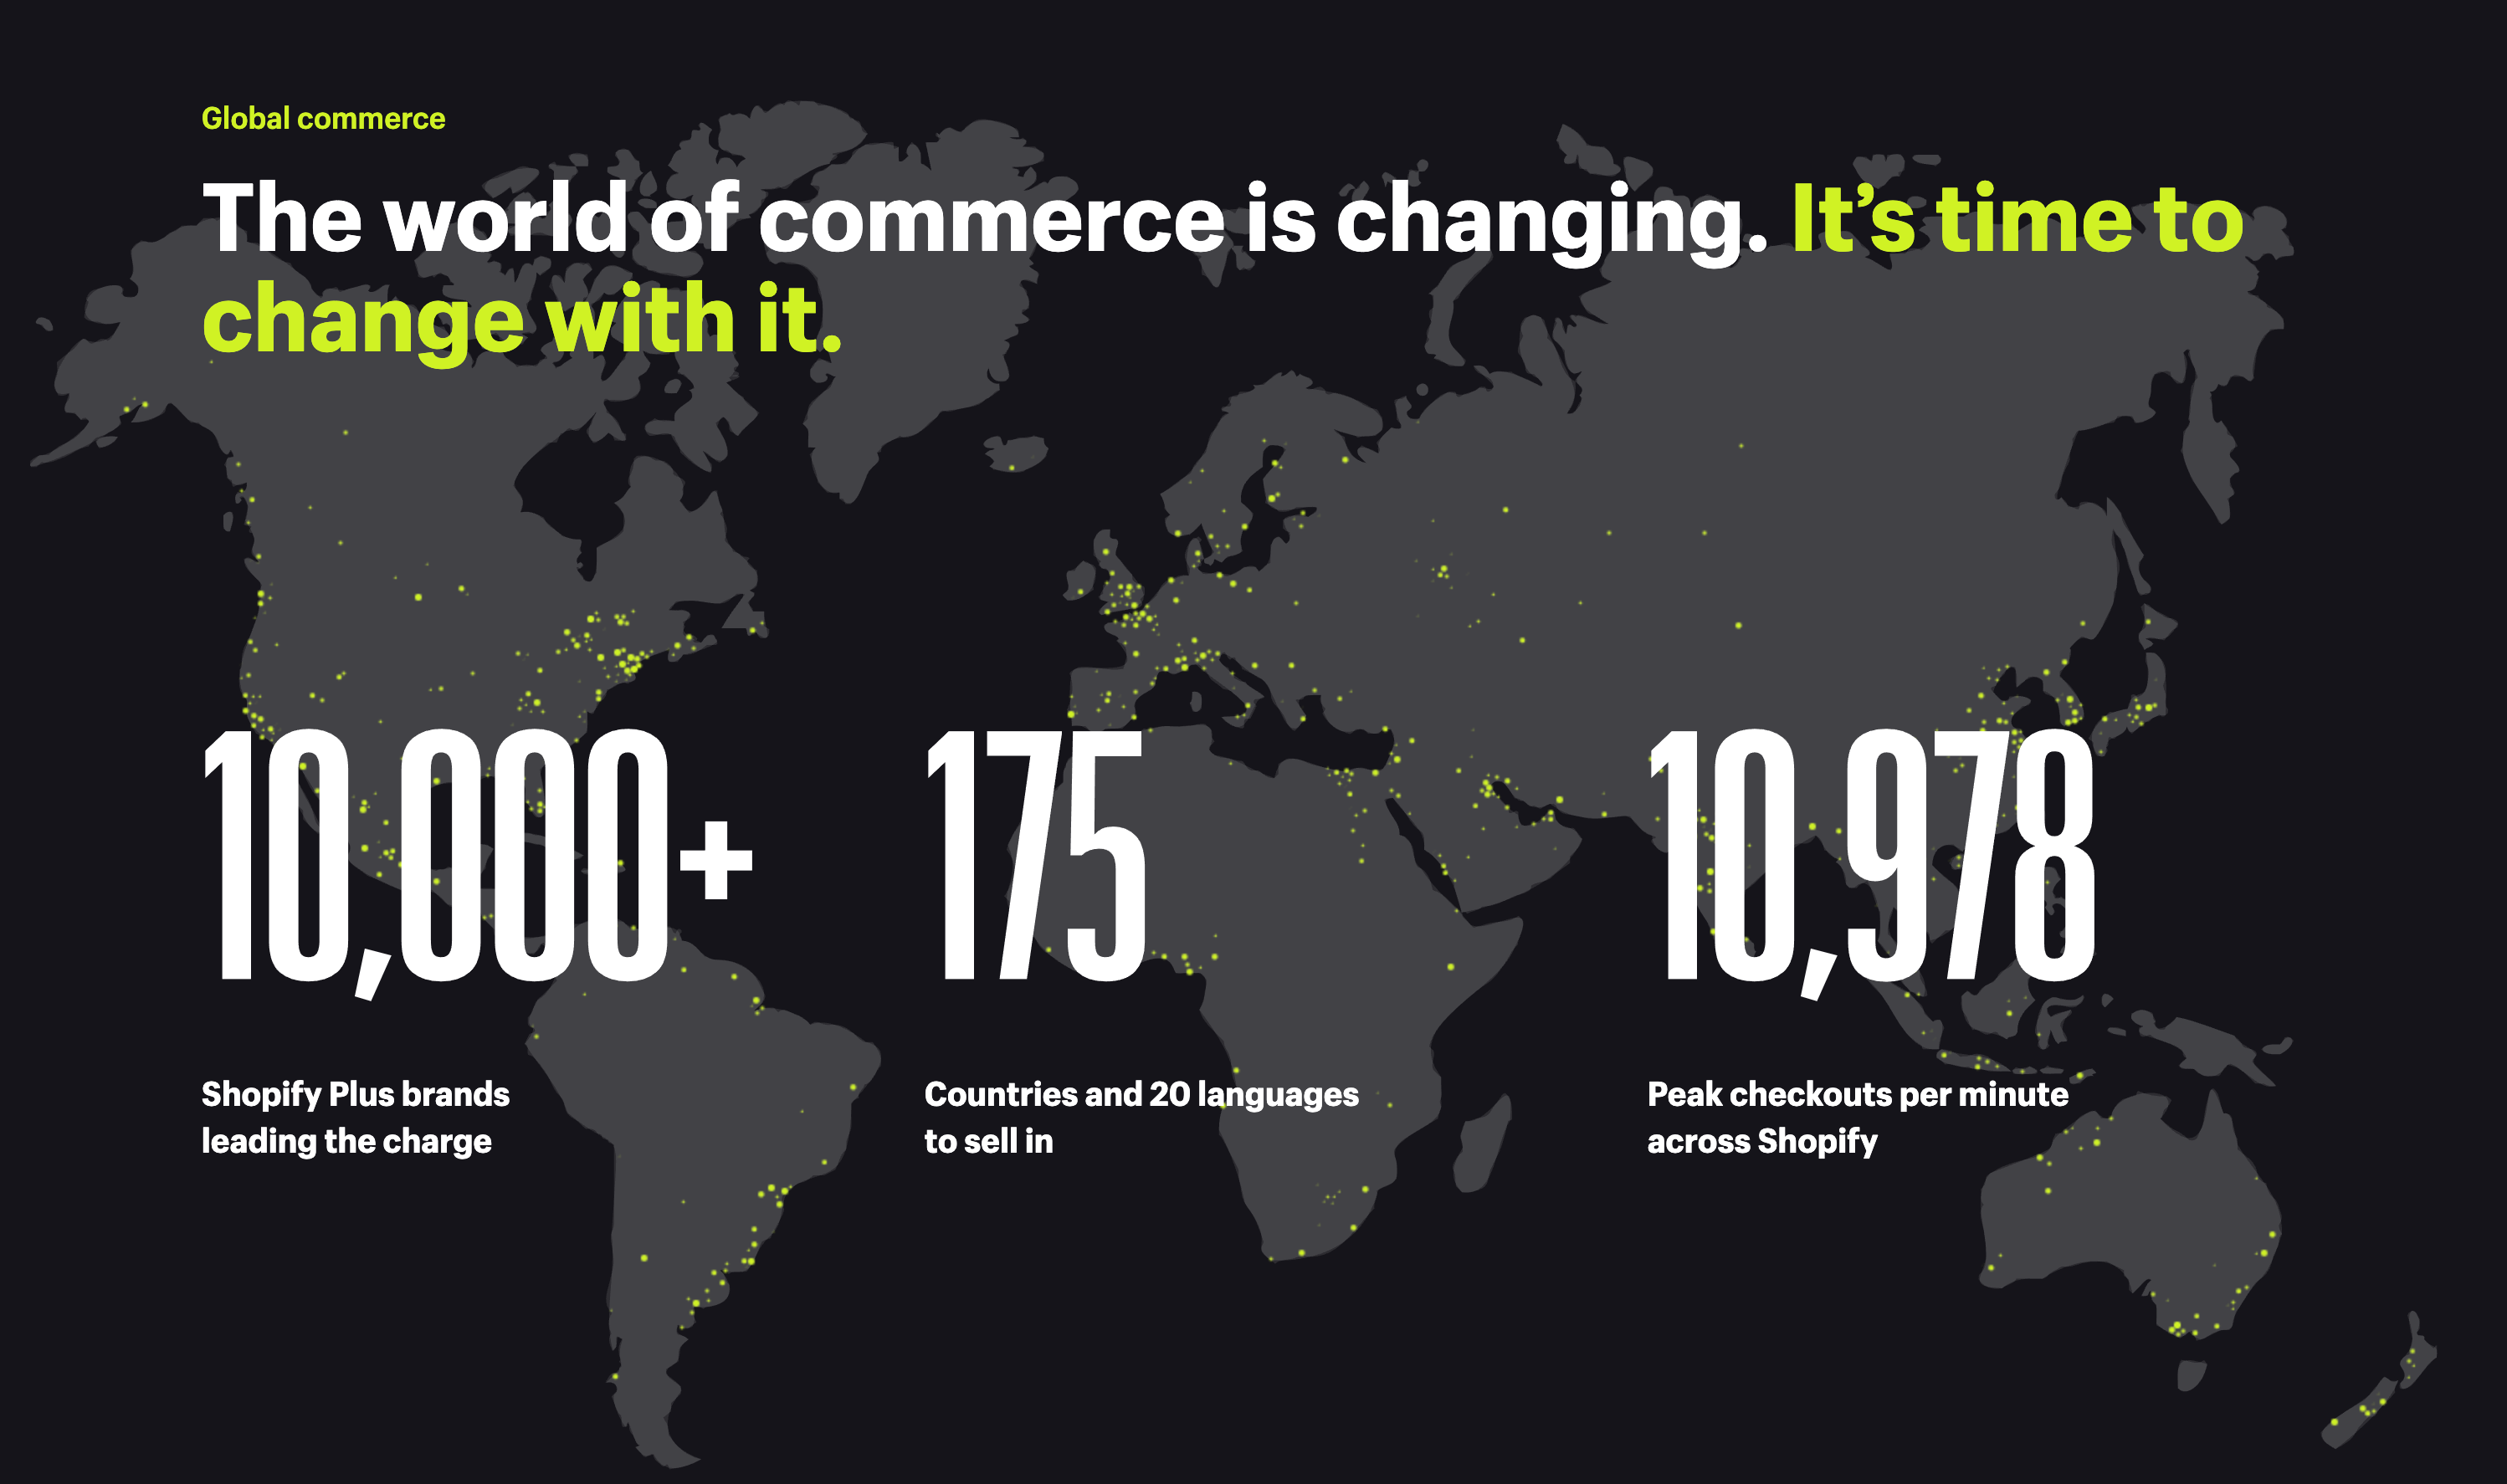 Global commerce
The world of commerce is changing. It’s time to
change with it.
10,000+
Shopify Plus brands
leading the charge
175
Countries and 20 languages
to sell in
10,978
Peak checkouts per minute
across Shopify